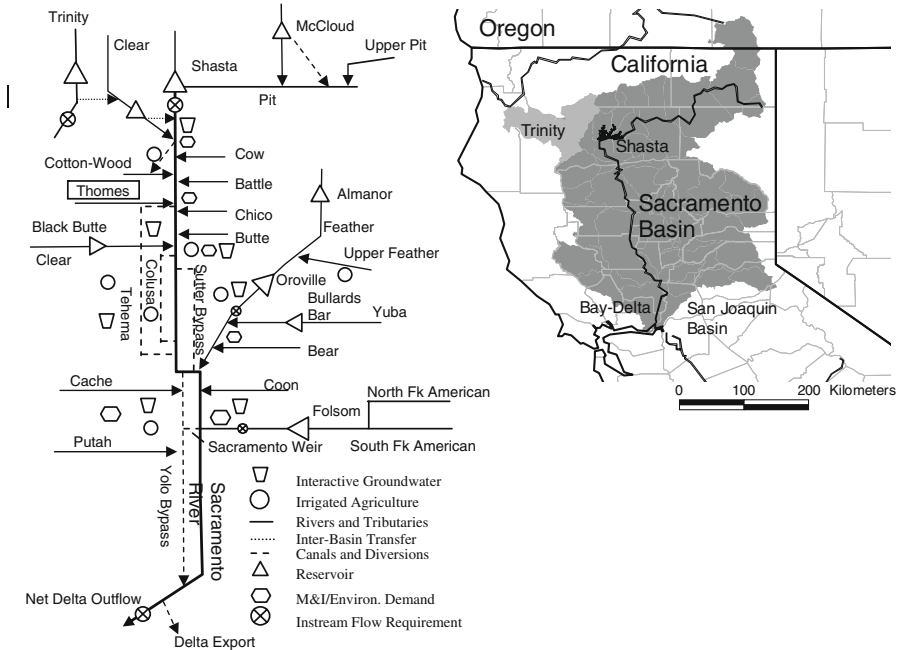 Trinity
Clear
Shasta
McCloud
Upper Pit
Pit
Cow
Cotton-Wood
Battle
Thomes
Chico
Butte
Black Butte
Clear
Almanor
Feather
Upper Feather
Oroville
Tehema
Colusa
Sutter Bypass
Bullards
Bar
Yuba
Bear
Cache
Coon
North Fk American
Folsom
South Fk American
Sacramento Weir
Putah
Yolo Bypass
Sacramento
River
Interactive Groundwater
Irrigated Agriculture
Rivers and Tributaries
Inter-Basin Transfer
Canals and Diversions
Reservoir
M&I/Environ. Demand
Instream Flow Requirement
Net Delta Outflow
Delta Export
Oregon
California
Trinity
Shasta
Sacramento
Basin
Bay-Delta
San Joaquin
Basin
0 100 200 Kilometers